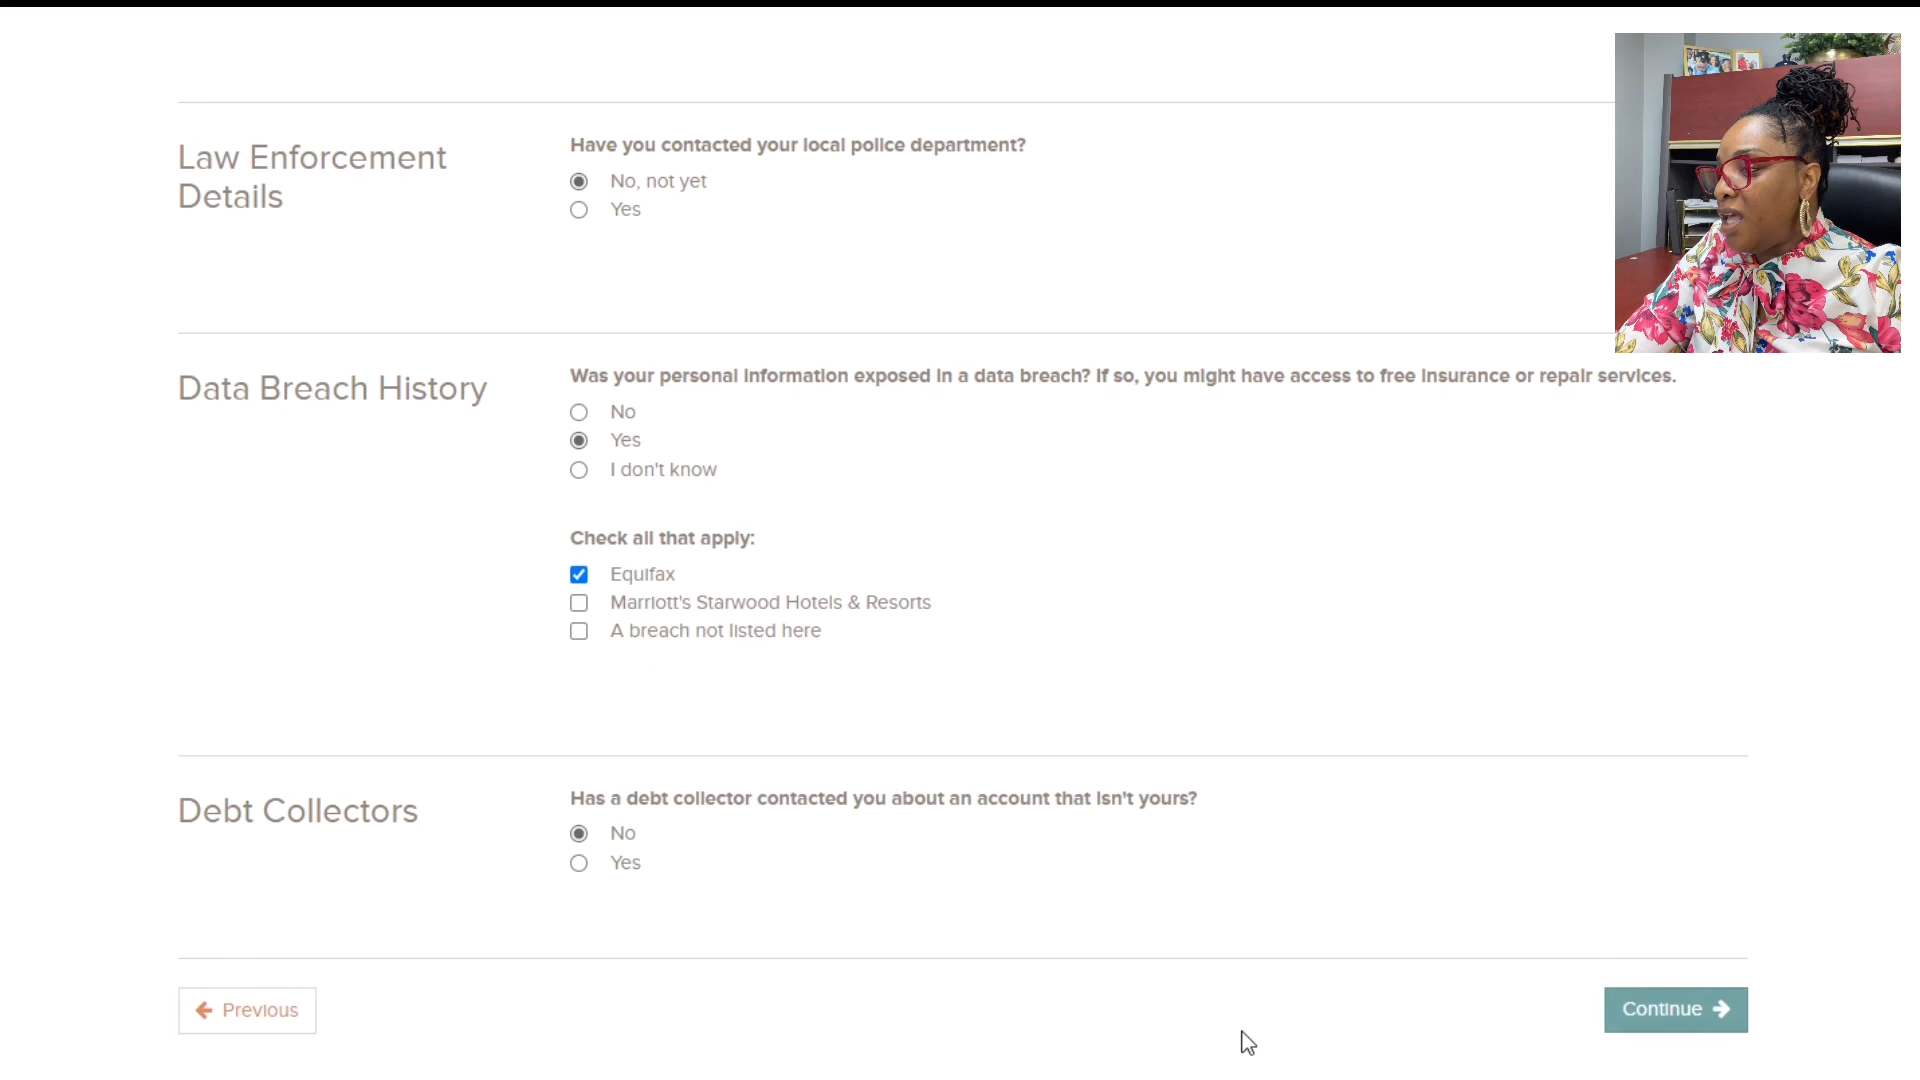 Law Enforcement
Details
Have you contacted your local police department?
No, not yet
Yes
Data Breach History
Was your personal information exposed in a data breach? If so, you might have access to free insurance or repair services.
No
Yes
I don't know
Check all that apply:
Equifax
Marriott's Starwood Hotels & Resorts
A breach not listed here
Debt Collectors
Has a debt collector contacted you about an account that isn't yours?
No
Yes
Previous
Continue